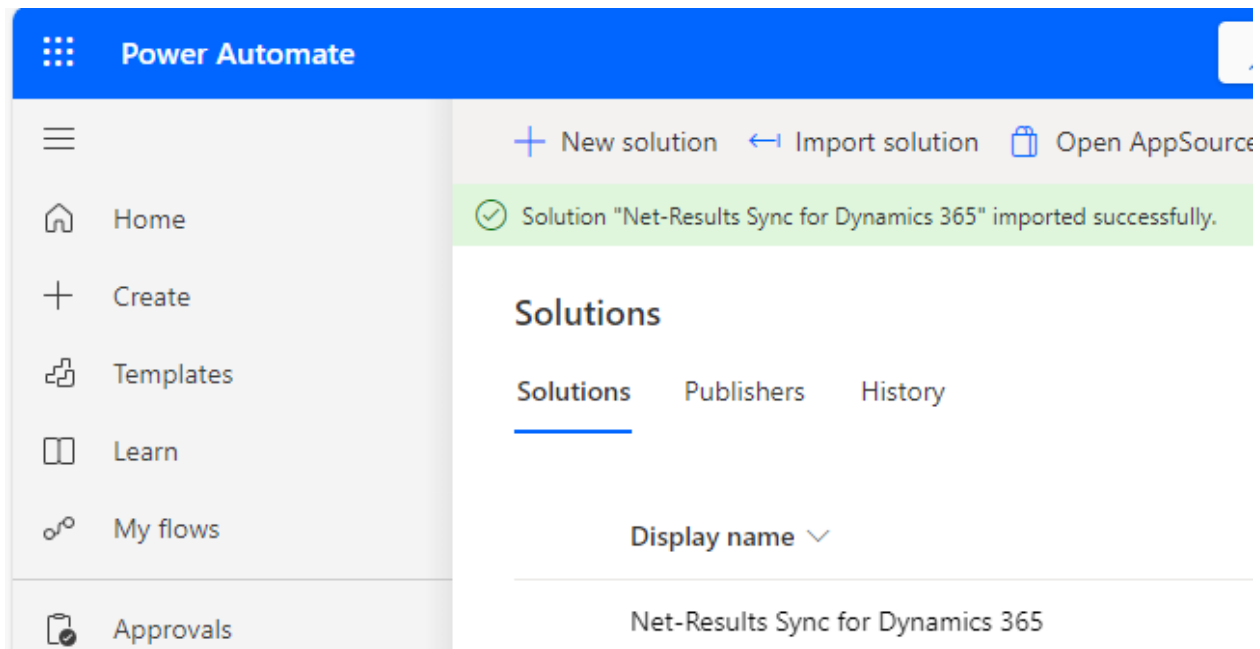 Power Automate
New solution Import solution Open AppSource
Home
Solution "Net-Results Sync for Dynamics 365" imported successfully.
Create
Solutions
Templates
Solutions Publishers History
Learn
My flows
Display name
Approvals
Net-Results Sync for Dynamics 365